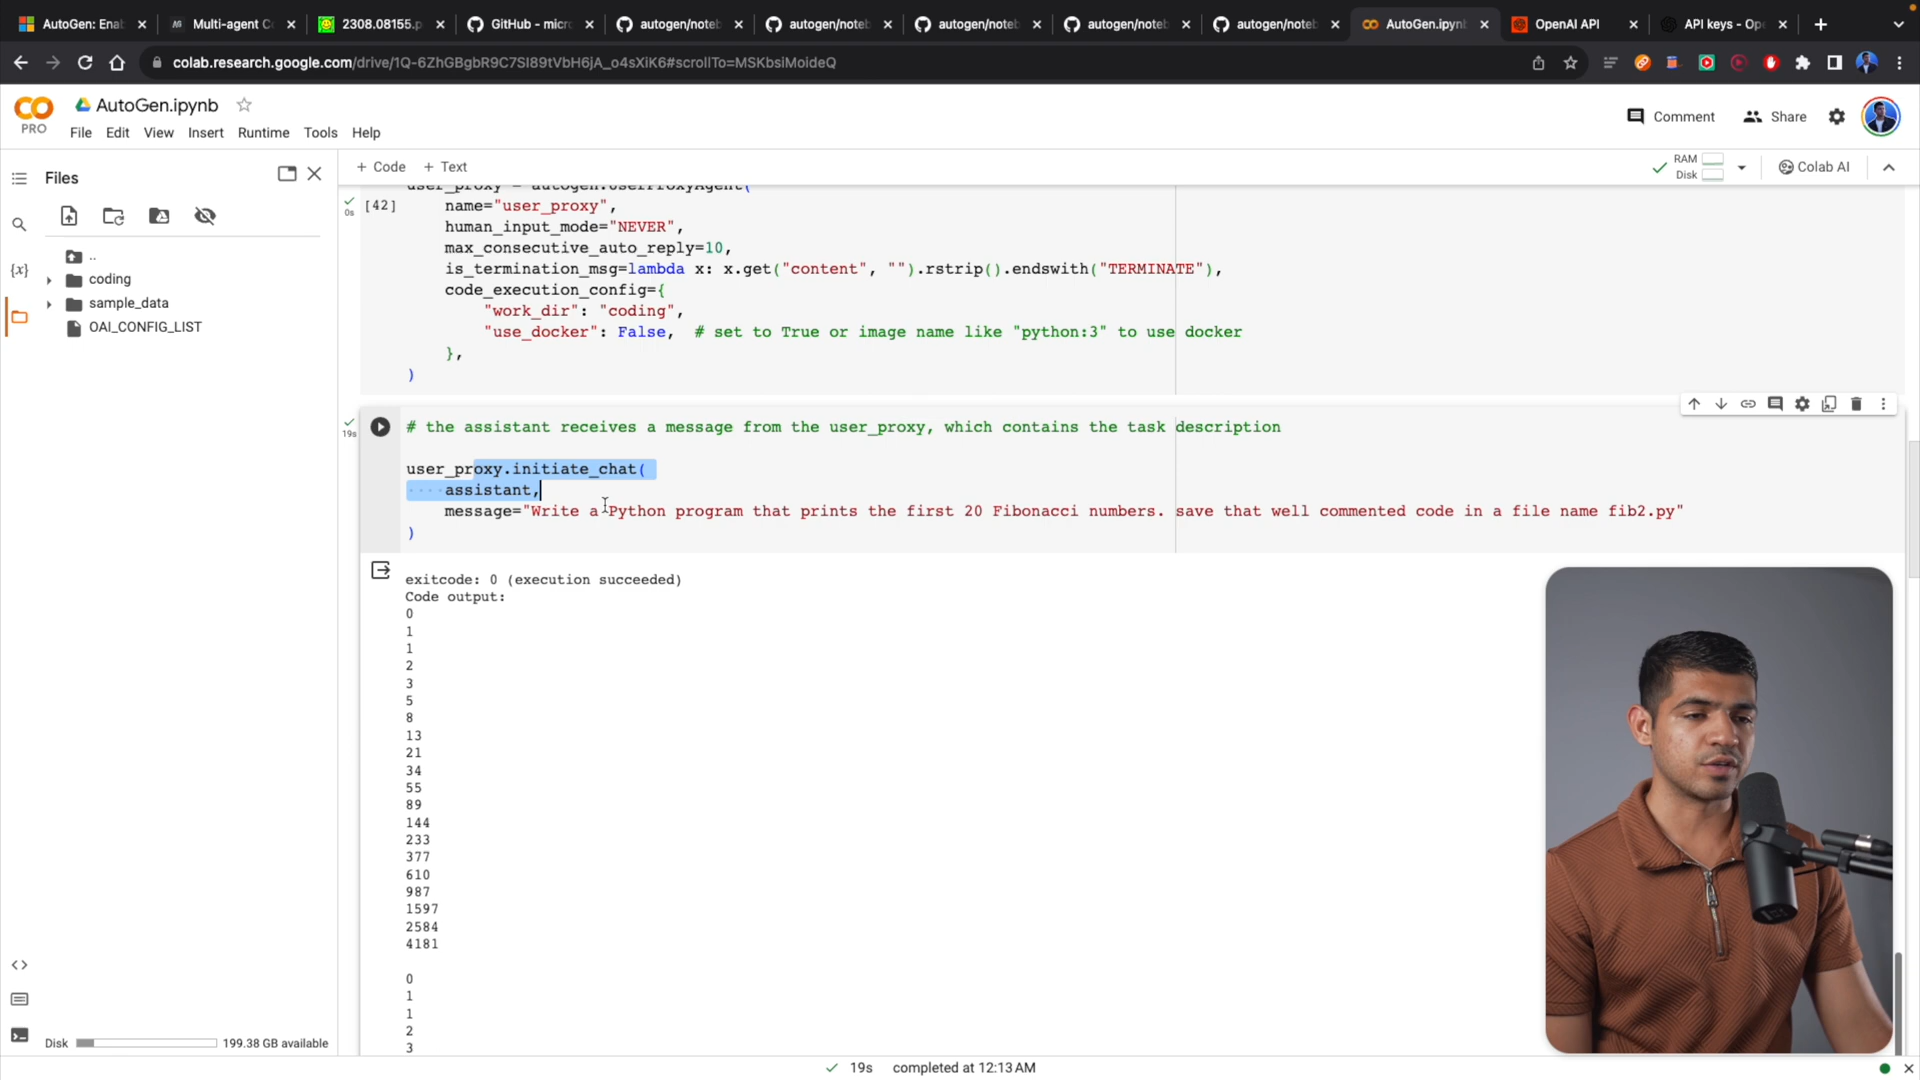 AutoGen: Ena
Multi-agent C
2308.08155.p
GitHub - micr
autogen/noteb
autogen/noteb
autogen/noteb
autogen/noteb
autogen/noteb
AutoGen.ipynb
OpenAI API
API keys - Ope
colab.research.google.com/drive/1Q-6ZhGBgbR9C7SI89tVbH6jA_o4sXiK6#scrollTo=MSKbsiMoideQ
PRO
AutoGen.ipynb
File Edit View Insert Runtime Tools Help
Comment
Share
Files
+ Code + Text
RAM
Disk
Colab AI
..
coding
sample_data
OAI_CONFIG_LIST
{x}
user_proxy = autogen.UserProxyAgent(
[42]
0s
name="user_proxy",
human_input_mode="NEVER",
max_consecutive_auto_reply=10,
is_termination_msg=lambda x: x.get("content", "").rstrip().endswith("TERMINATE"),
code_execution_config={
"work_dir": "coding",
"use_docker": False,  # set to True or image name like "python:3" to use docker
},
)
19s
# the assistant receives a message from the user_proxy, which contains the task description
user_proxy.initiate_chat(
assistant,
message="Write a Python program that prints the first 20 Fibonacci numbers. save that well commented code in a file name fib2.py"
)
exitcode: 0 (execution succeeded)
Code output:
0
1
1
2
3
5
8
13
21
34
55
89
144
233
377
610
987
1597
2584
4181
0
1
1
2
3
Disk
199.38 GB available
19s completed at 12:13 AM